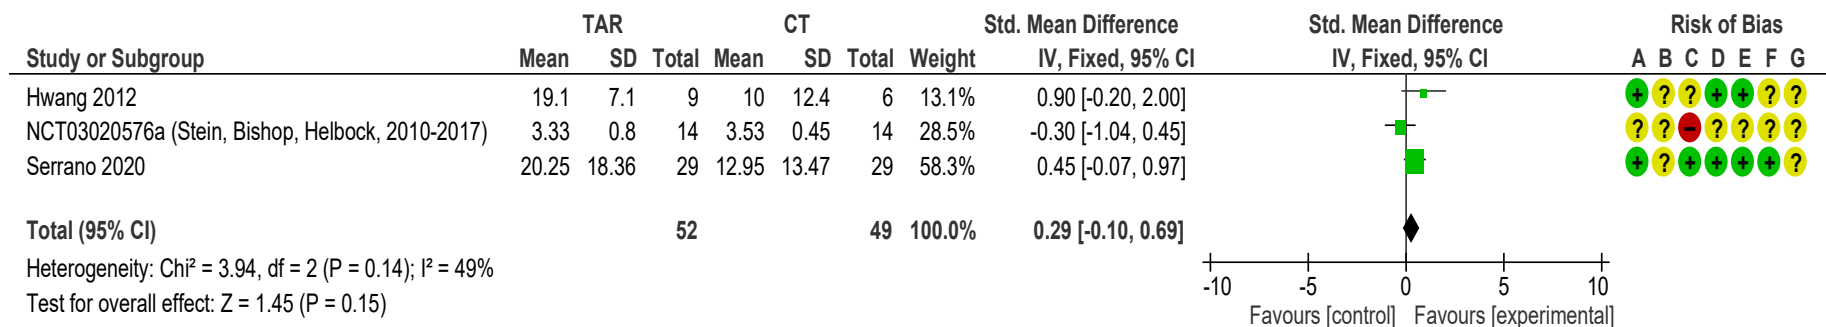 TAR CT Std. Mean Difference Std. Mean Difference Risk of Bias
Study or Subgroup Mean SD Total Mean SD Total Weight IV, Fixed, 95% CI IV, Fixed, 95% CI A B C D E F G
Hwang 2012 19.1 7.1 9 10 12.4 6 13.1% 0.90 [-0.20, 2.00] + ? ? + + ? ?
NCT03020576a (Stein, Bishop, Helbock, 2010-2017) 3.33 0.8 14 3.53 0.45 14 28.5% -0.30 [-1.04, 0.45] ? ? − ? ? ? ?
Serrano 2020 20.25 18.36 29 12.95 13.47 29 58.3% 0.45 [-0.07, 0.97] + ? + + + + ?
Total (95% CI) 52 49 100.0% 0.29 [-0.10, 0.69]
Heterogeneity: Chi² = 3.94, df = 2 (P = 0.14); I² = 49%
Test for overall effect: Z = 1.45 (P = 0.15)
-10 -5 0 5 10
Favours [control] Favours [experimental]